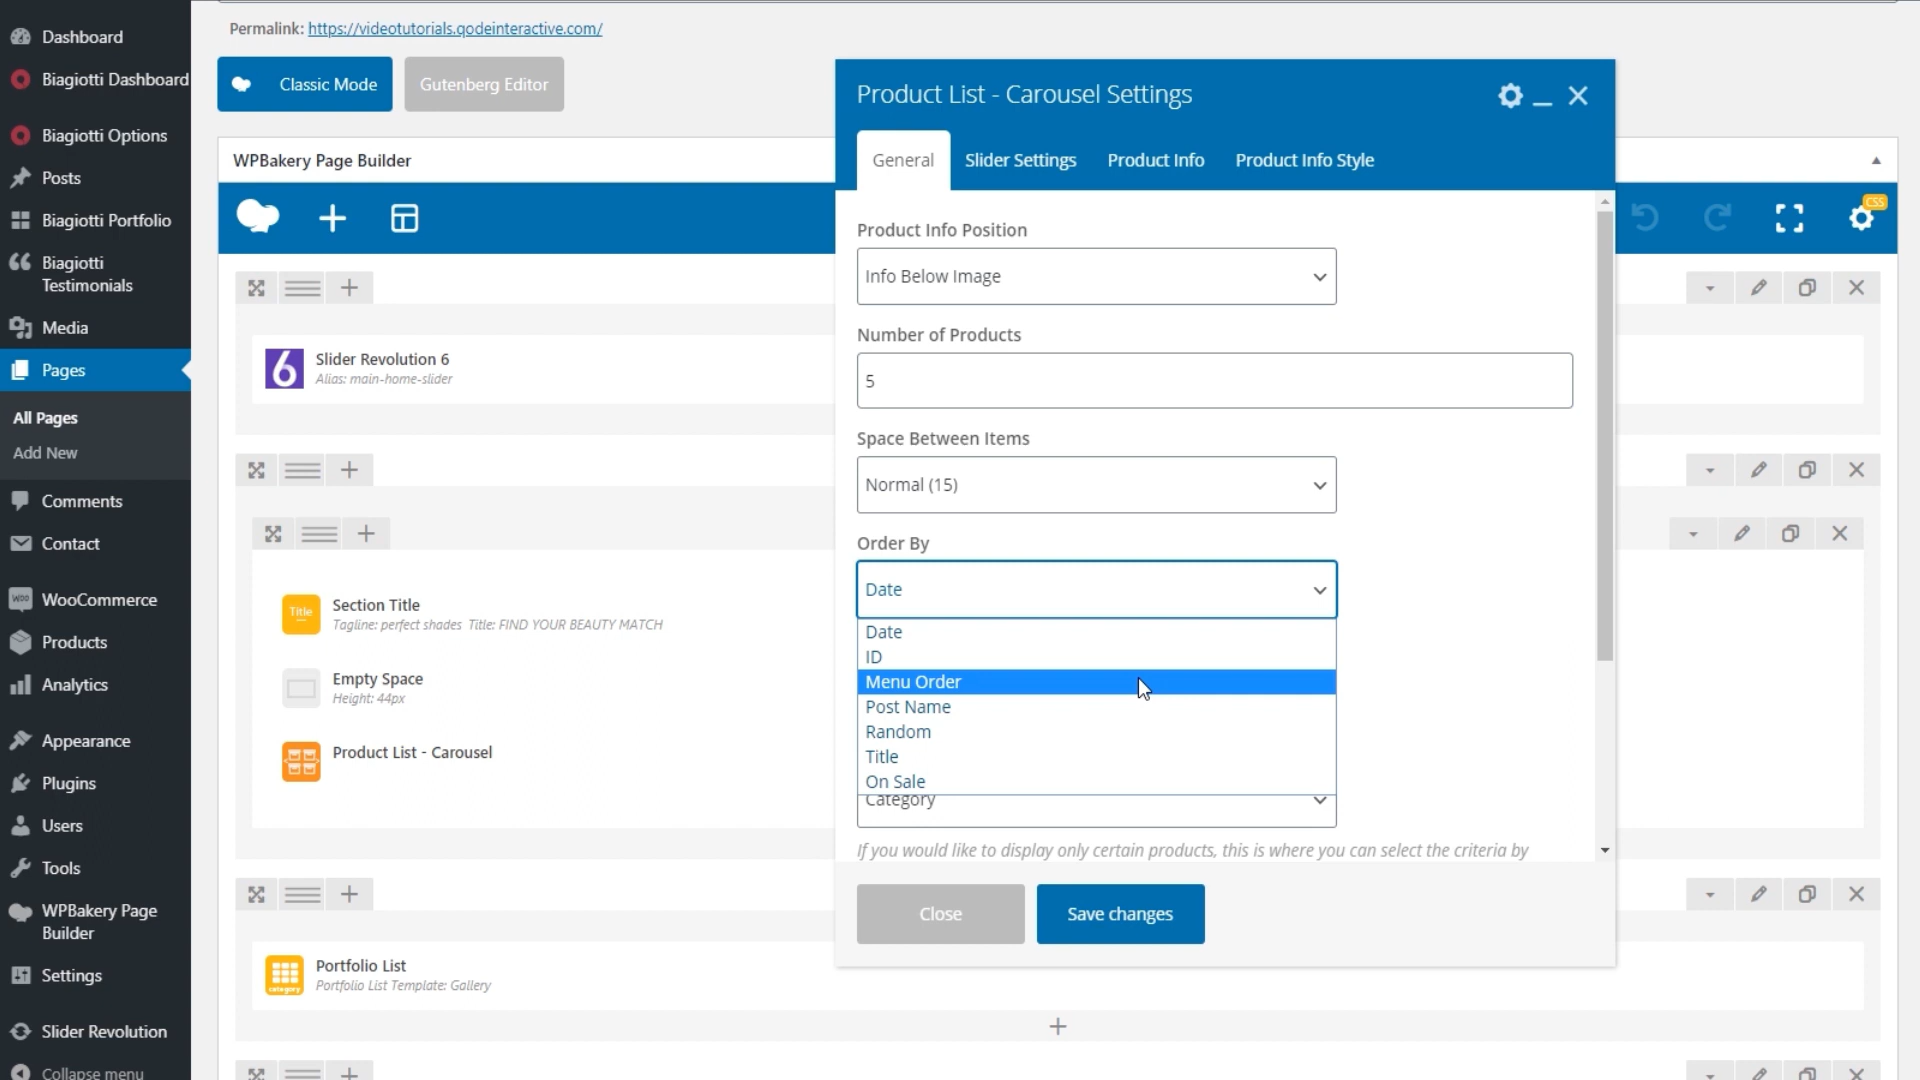 Dashboard
Biagiotti Dashboard
Biagiotti Options
Posts
Biagiotti Portfolio
Biagiotti
Testimonials
Media
Pages
All Pages
Add New
Comments
Contact
WOO
WooCommerce
Products
Analytics
Appearance
Plugins
Users
Tools
WPBakery Page
Builder
Settings
Slider Revolution
Collapse menu
Permalink: https://videotutorials.qodeinteractive.com/
Classic Mode
Gutenberg Editor
WPBakery Page Builder
CSS
6
Slider Revolution 6
Alias: main-home-slider
Title
Section Title
Tagline: perfect shades Title: FIND YOUR BEAUTY MATCH
Empty Space
Height: 44px
Product List - Carousel
category
Portfolio List
Portfolio List Template: Gallery
Product List - Carousel Settings
General
Slider Settings
Product Info
Product Info Style
Product Info Position
Info Below Image
Number of Products
5
Space Between Items
Normal (15)
Order By
Date
Date
ID
Menu Order
Post Name
Random
Title
On Sale
Category
If you would like to display only certain products, this is where you can select the criteria by
Close
Save changes